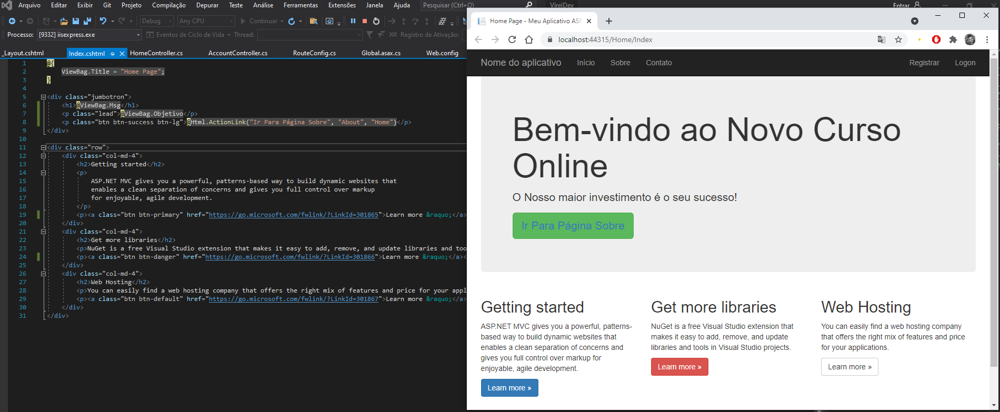 Arquivo Editar Exibir Git Projeto Compilação Depurar Teste Análise Ferramentas Extensões Janela Ajuda Pesquisar (Ctrl+Q) VireiDev Entrar
Debug Any CPU Continuar
Processo: [9332] iisexpress.exe Eventos de Ciclo de Vida Thread: Registro de Ativação:
_Layout.cshtml Index.cshtml HomeController.cs AccountController.cs RouteConfig.cs Global.asax.cs Web.config
1 @{
2 ViewBag.Title = "Home Page";
3 }
4
5 <div class="jumbotron">
6 <h1>@ViewBag.Msg</h1>
7 <p class="lead">@ViewBag.Objetivo</p>
8 <p class="btn btn-success btn-lg">@Html.ActionLink("Ir Para Página Sobre", "About", "Home")</p>
9 </div>
10
11 <div class="row">
12 <div class="col-md-4">
13 <h2>Getting started</h2>
14 <p>
15 ASP.NET MVC gives you a powerful, patterns-based way to build dynamic websites that
16 enables a clean separation of concerns and gives you full control over markup
17 for enjoyable, agile development.
18 </p>
19 <p><a class="btn btn-primary" href="https://go.microsoft.com/fwlink/?LinkId=301865">Learn more &raquo;</a>
20 </div>
21 <div class="col-md-4">
22 <h2>Get more libraries</h2>
23 <p>NuGet is a free Visual Studio extension that makes it easy to add, remove, and update libraries and too
24 <p><a class="btn btn-danger" href="https://go.microsoft.com/fwlink/?LinkId=301866">Learn more &raquo;</a><
25 </div>
26 <div class="col-md-4">
27 <h2>Web Hosting</h2>
28 <p>You can easily find a web hosting company that offers the right mix of features and price for your appl
29 <p><a class="btn btn-default" href="https://go.microsoft.com/fwlink/?LinkId=301867">Learn more &raquo;</a>
30 </div>
31 </div>
Home Page - Meu Aplicativo ASP
localhost:44315/Home/Index
Nome do aplicativo Início Sobre Contato Registrar Logon
Bem-vindo ao Novo Curso
Online
O Nosso maior investimento é o seu sucesso!
Ir Para Página Sobre
Getting started
ASP.NET MVC gives you a powerful, patterns-
based way to build dynamic websites that
enables a clean separation of concerns and
gives you full control over markup for
enjoyable, agile development.
Learn more »
Get more libraries
NuGet is a free Visual Studio extension that
makes it easy to add, remove, and update
libraries and tools in Visual Studio projects.
Learn more »
Web Hosting
You can easily find a web hosting company
that offers the right mix of features and price
for your applications.
Learn more »